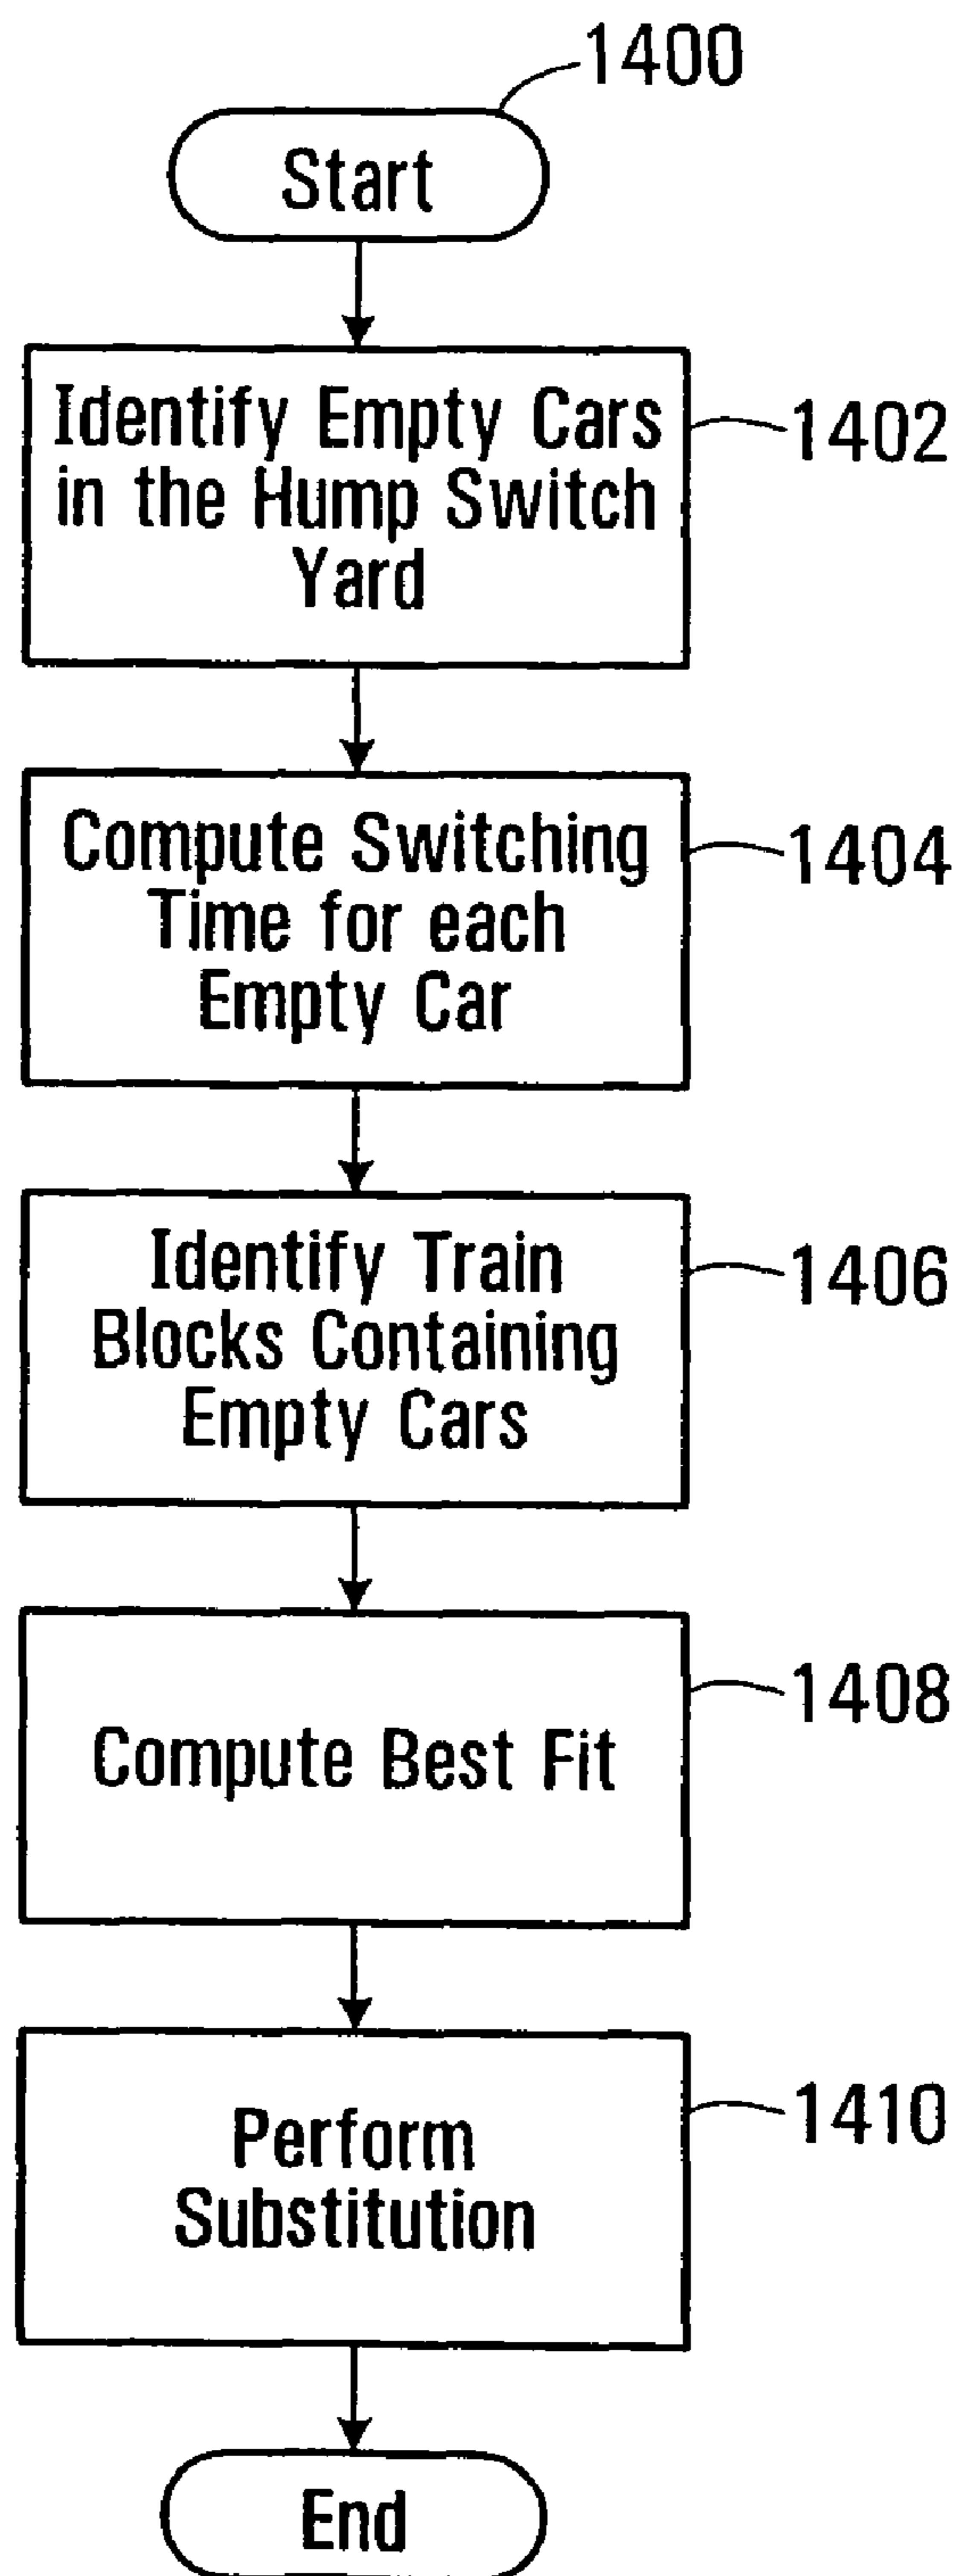 1400
Start
Identify Empty Cars
in the Hump Switch
Yard
1402
Compute Switching
Time for each
Empty Car
1404
Identify Train
Blocks Containing
Empty Cars
1406
Compute Best Fit
1408
Perform
Substitution
1410
End